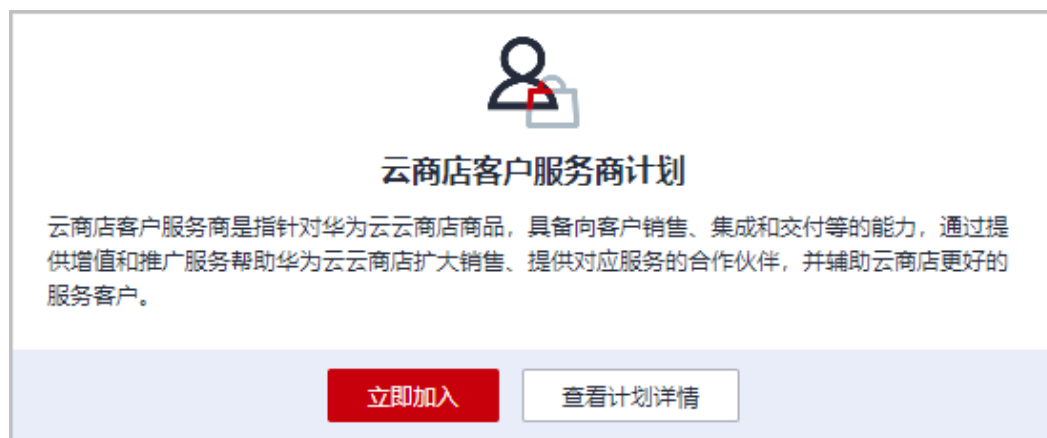 云商店客户服务商计划
云商店客户服务商是指针对华为云云商店商品，具备向客户销售、集成和交付等的能力，通过提
供增值和推广服务帮助华为云云商店扩大销售、提供对应服务的合作伙伴，并辅助云商店更好的
服务客户。
立即加入
查看计划详情